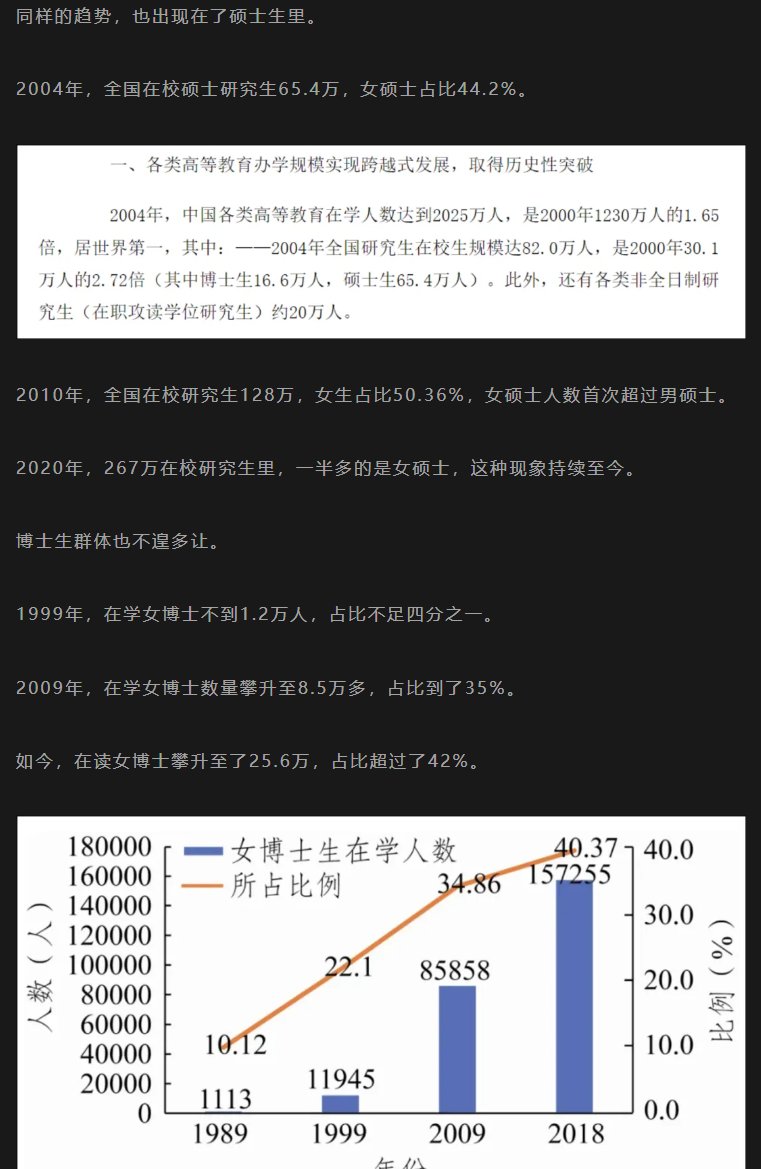 同样的趋势，也出现在了硕士生里。
2004年，全国在校硕士研究生65.4万，女硕士占比44.2%。
一、各类高等教育办学规模实现跨越式发展，取得历史性突破
2004年，中国各类高等教育在学人数达到2025万人，是2000年1230万人的1.65
倍，居世界第一，其中：——2004年全国研究生在校生规模达82.0万人，是2000年30.1
万人的2.72倍（其中博士生16.6万人，硕士生65.4万人）。此外，还有各类非全日制研
究生（在职攻读学位研究生）约20万人。
2010年，全国在校研究生128万，女生占比50.36%，女硕士人数首次超过男硕士。
2020年，267万在校研究生里，一半多的是女硕士，这种现象持续至今。
博士生群体也不遑多让。
1999年，在学女博士不到1.2万人，占比不足四分之一。
2009年，在学女博士数量攀升至8.5万多，占比到了35%。
如今，在读女博士攀升至了25.6万，占比超过了42%。
女博士生在学人数
所占比例
人数（人）
180000
160000
140000
120000
100000
80000
60000
40000
20000
0
10.12
22.1
34.86
40.37
1113
11945
85858
157255
40.0
30.0
20.0
10.0
0.0
比例（%）
1989
1999
2009
2018
年份